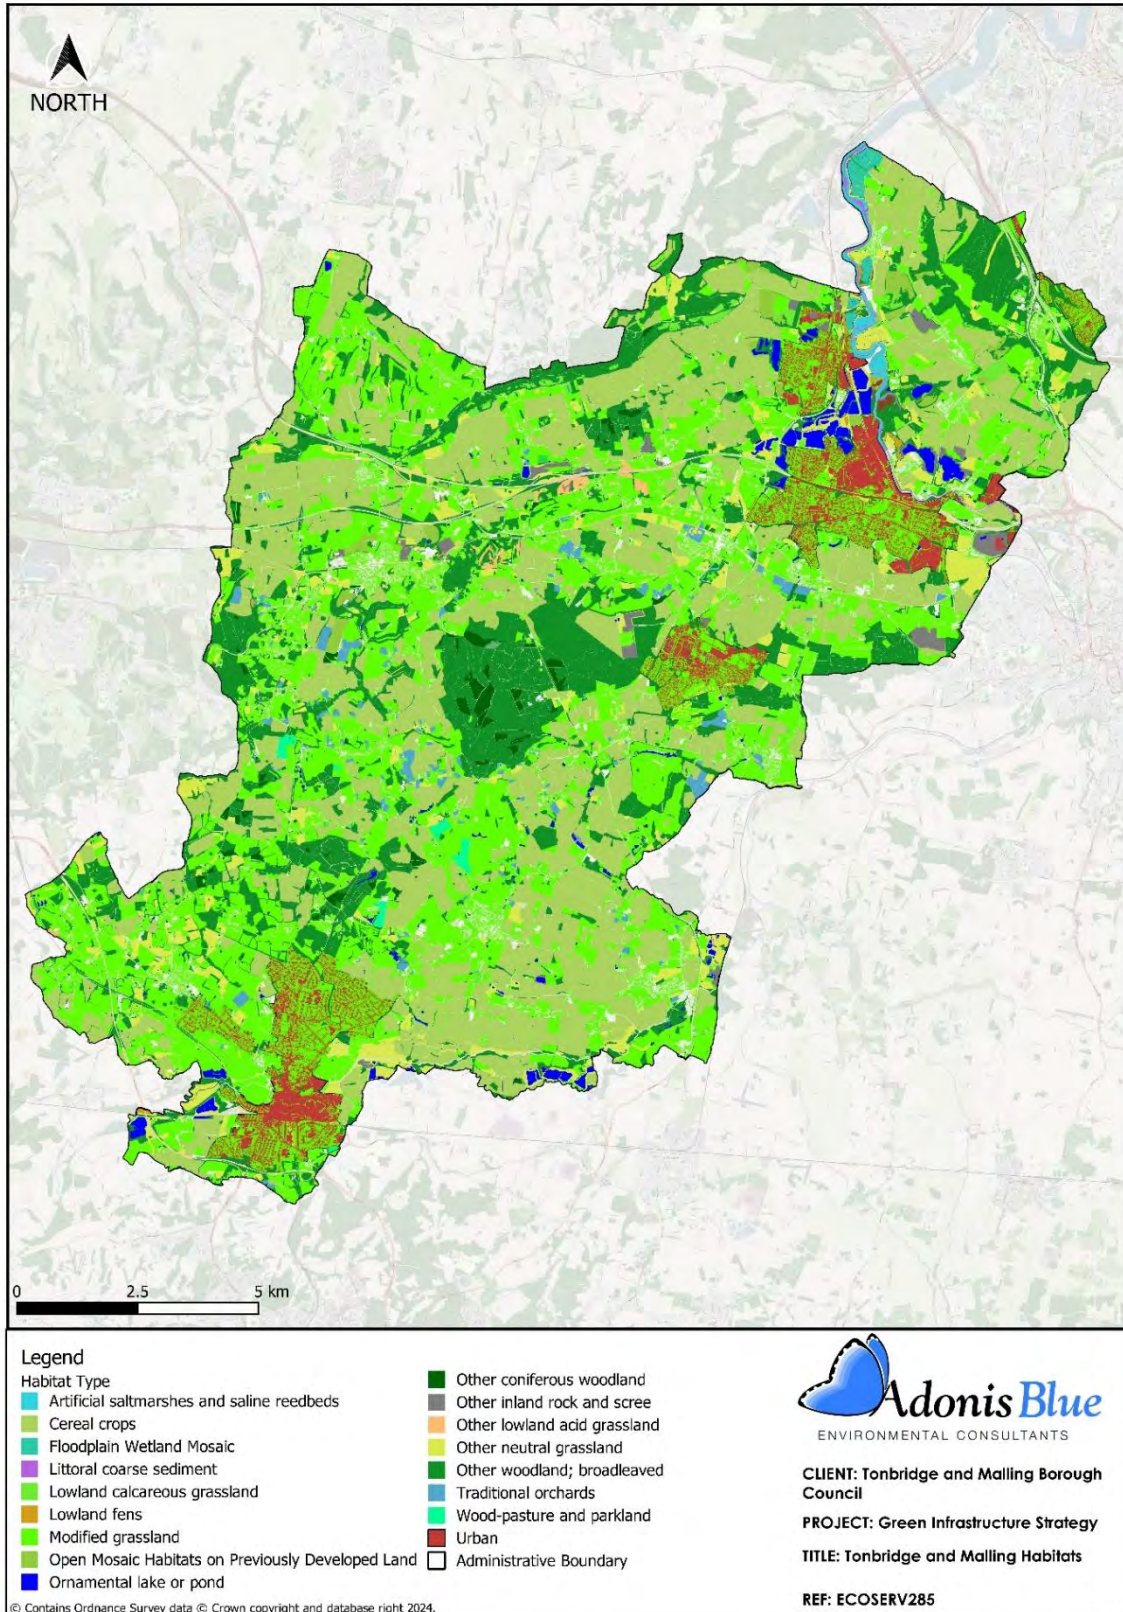 NORTH
0 2.5 5 km
Legend
Habitat Type
Artificial saltmarshes and saline reedbeds
Cereal crops
Floodplain Wetland Mosaic
Littoral coarse sediment
Lowland calcareous grassland
Lowland fens
Modified grassland
Open Mosaic Habitats on Previously Developed Land
Ornamental lake or pond
Other coniferous woodland
Other inland rock and scree
Other lowland acid grassland
Other neutral grassland
Other woodland; broadleaved
Traditional orchards
Wood-pasture and parkland
Urban
Administrative Boundary
© Contains Ordnance Survey data © Crown copyright and database right 2024.
Adonis Blue
ENVIRONMENTAL CONSULTANTS
CLIENT: Tonbridge and Malling Borough
Council
PROJECT: Green Infrastructure Strategy
TITLE: Tonbridge and Malling Habitats
REF: ECOSERV285